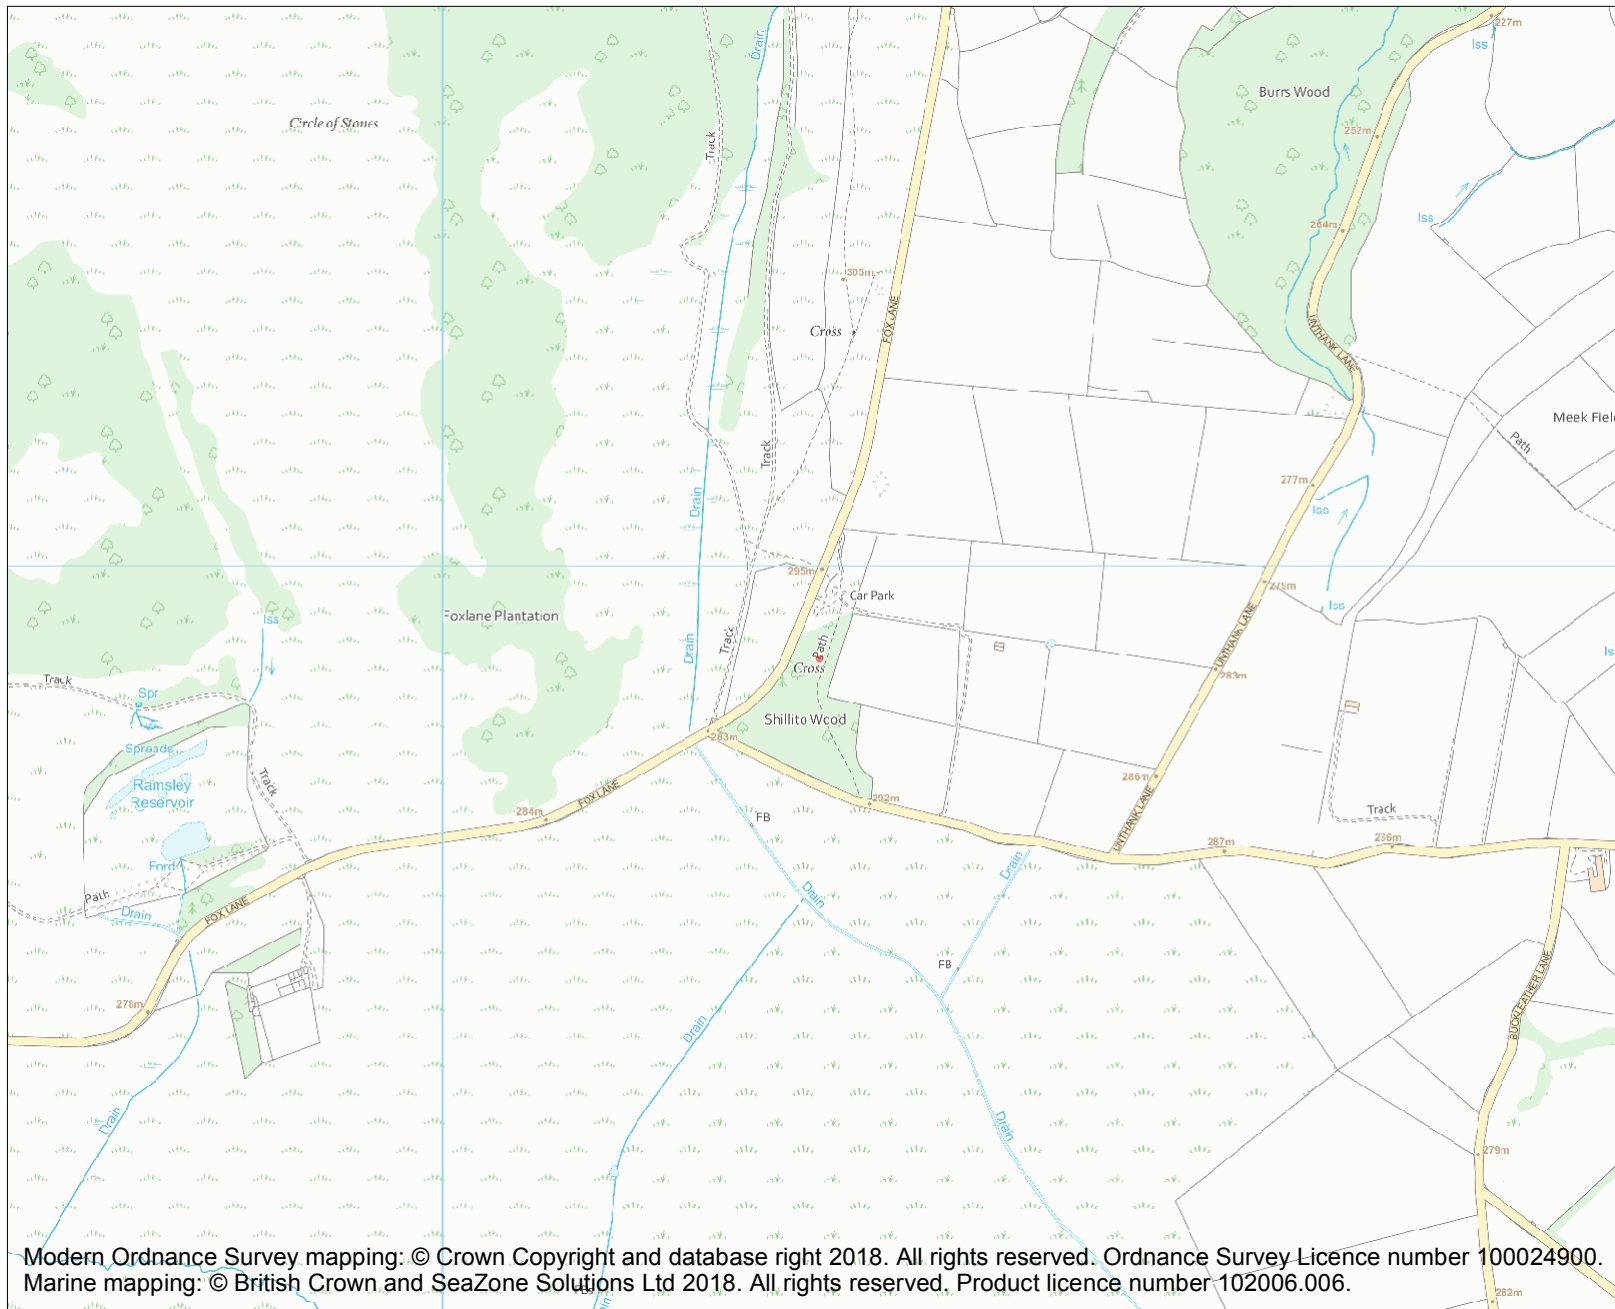 227m
Iss
Drain
Burrs Wood
Circle of Stones
252m
Track
Iss
264m
303m
Cross
FOX LANE
UNTHANK LANE
Meek Fiel
Path
Track
277m
Drain
Iss
295m
279m
Car Park
Iss
Iss
Foxlane Plantation
UNTHANK LANE
Drain
Track
Path
Is
Cross
283m
Track
Spr
Shillito Wood
283m
Spreads
Track
286m
Ramsley
Reservoir
FOX LANE
284m
FB
292m
Track
UNTHANK LANE
287m
286m
Ford
Drain
Path
Drain
FOX LANE
Drain
FB
BUCKLEATHER LANE
278m
Drain
Drain
Drain
279m
Modern Ordnance Survey mapping: © Crown Copyright and database right 2018. All rights reserved. Ordnance Survey Licence number 100024900.
Marine mapping: © British Crown and SeaZone Solutions Ltd 2018. All rights reserved. Product licence number 102006.006.
282m